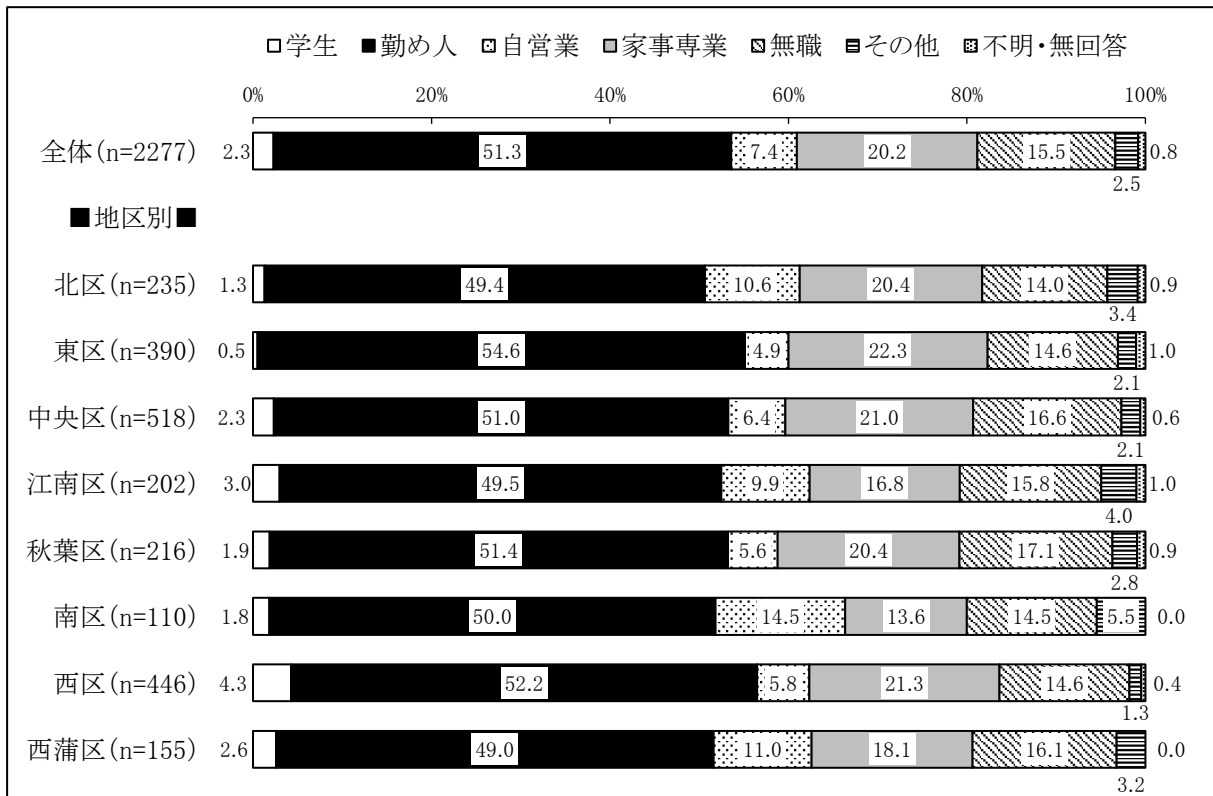 学生 勤め人 自営業 家事専業 無職 その他 不明・無回答
0% 20% 40% 60% 80% 100%
全体(n=2277) 2.3 51.3 7.4 20.2 15.5 0.8
2.5
■地区別■
北区(n=235) 1.3 49.4 10.6 20.4 14.0 0.9
3.4
東区(n=390) 0.5 54.6 4.9 22.3 14.6 1.0
2.1
中央区(n=518) 2.3 51.0 6.4 21.0 16.6 0.6
2.1
江南区(n=202) 3.0 49.5 9.9 16.8 15.8 1.0
4.0
秋葉区(n=216) 1.9 51.4 5.6 20.4 17.1 0.9
2.8
南区(n=110) 1.8 50.0 14.5 13.6 14.5 5.5 0.0
西区(n=446) 4.3 52.2 5.8 21.3 14.6 0.4
1.3
西蒲区(n=155) 2.6 49.0 11.0 18.1 16.1 0.0
3.2